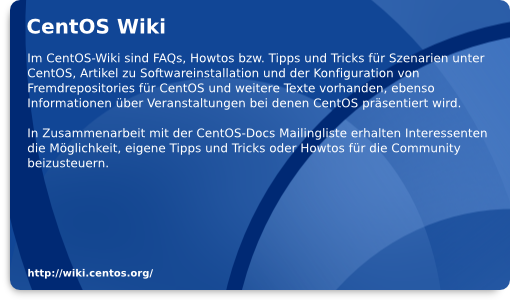 CentOS Wiki
Im CentOS-Wiki sind FAQs, Howtos bzw. Tipps und Tricks für Szenarien unter
CentOS, Artikel zu Softwareinstallation und der Konfiguration von
Fremdrepositories für CentOS und weitere Texte vorhanden, ebenso
Informationen über Veranstaltungen bei denen CentOS präsentiert wird.
In Zusammenarbeit mit der CentOS-Docs Mailingliste erhalten Interessenten
die Möglichkeit, eigene Tipps und Tricks oder Howtos für die Community
beizusteuern.
http://wiki.centos.org/